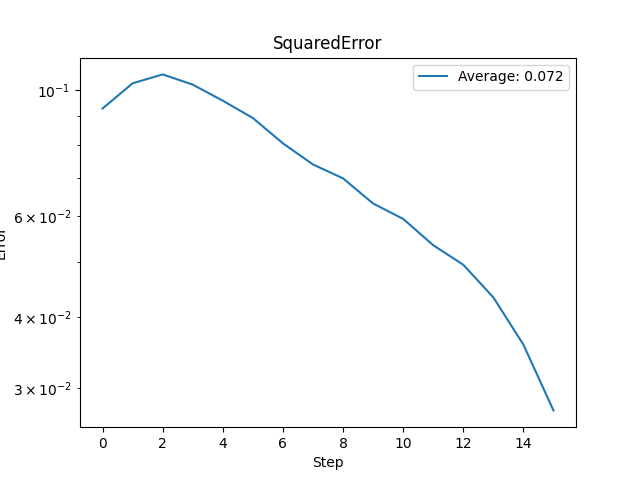 SquaredError
Average: 0.072
10⁻¹
6 × 10⁻²
4 × 10⁻²
3 × 10⁻²
Error
0 2 4 6 8 10 12 14
Step